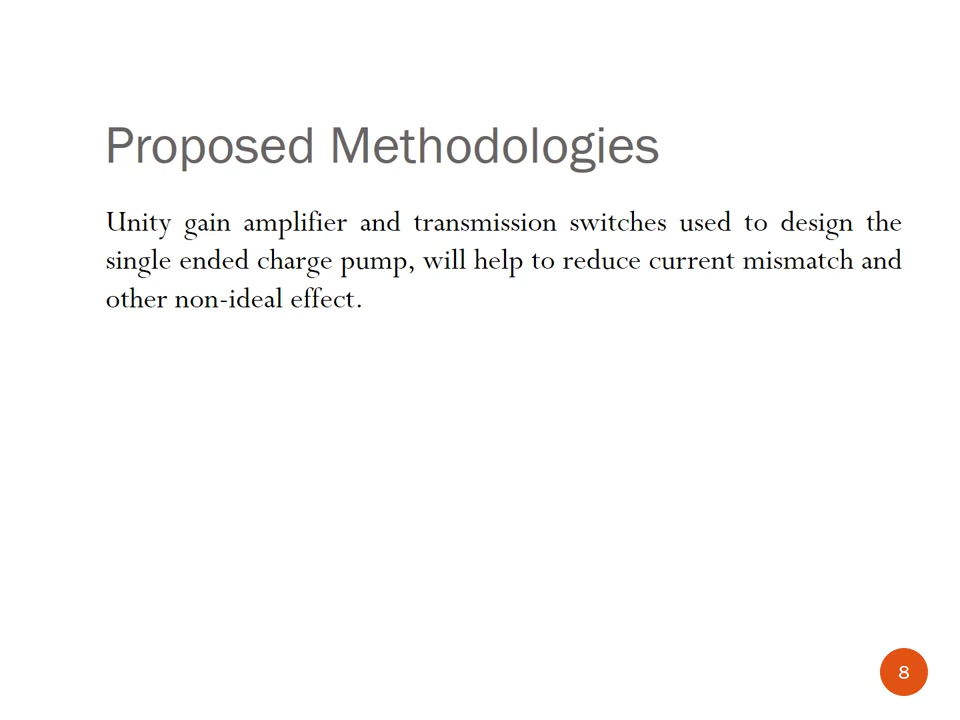 Proposed Methodologies
Unity gain amplifier and transmission switches used to design the
single ended charge pump, will help to reduce current mismatch and
other non-ideal effect.
8